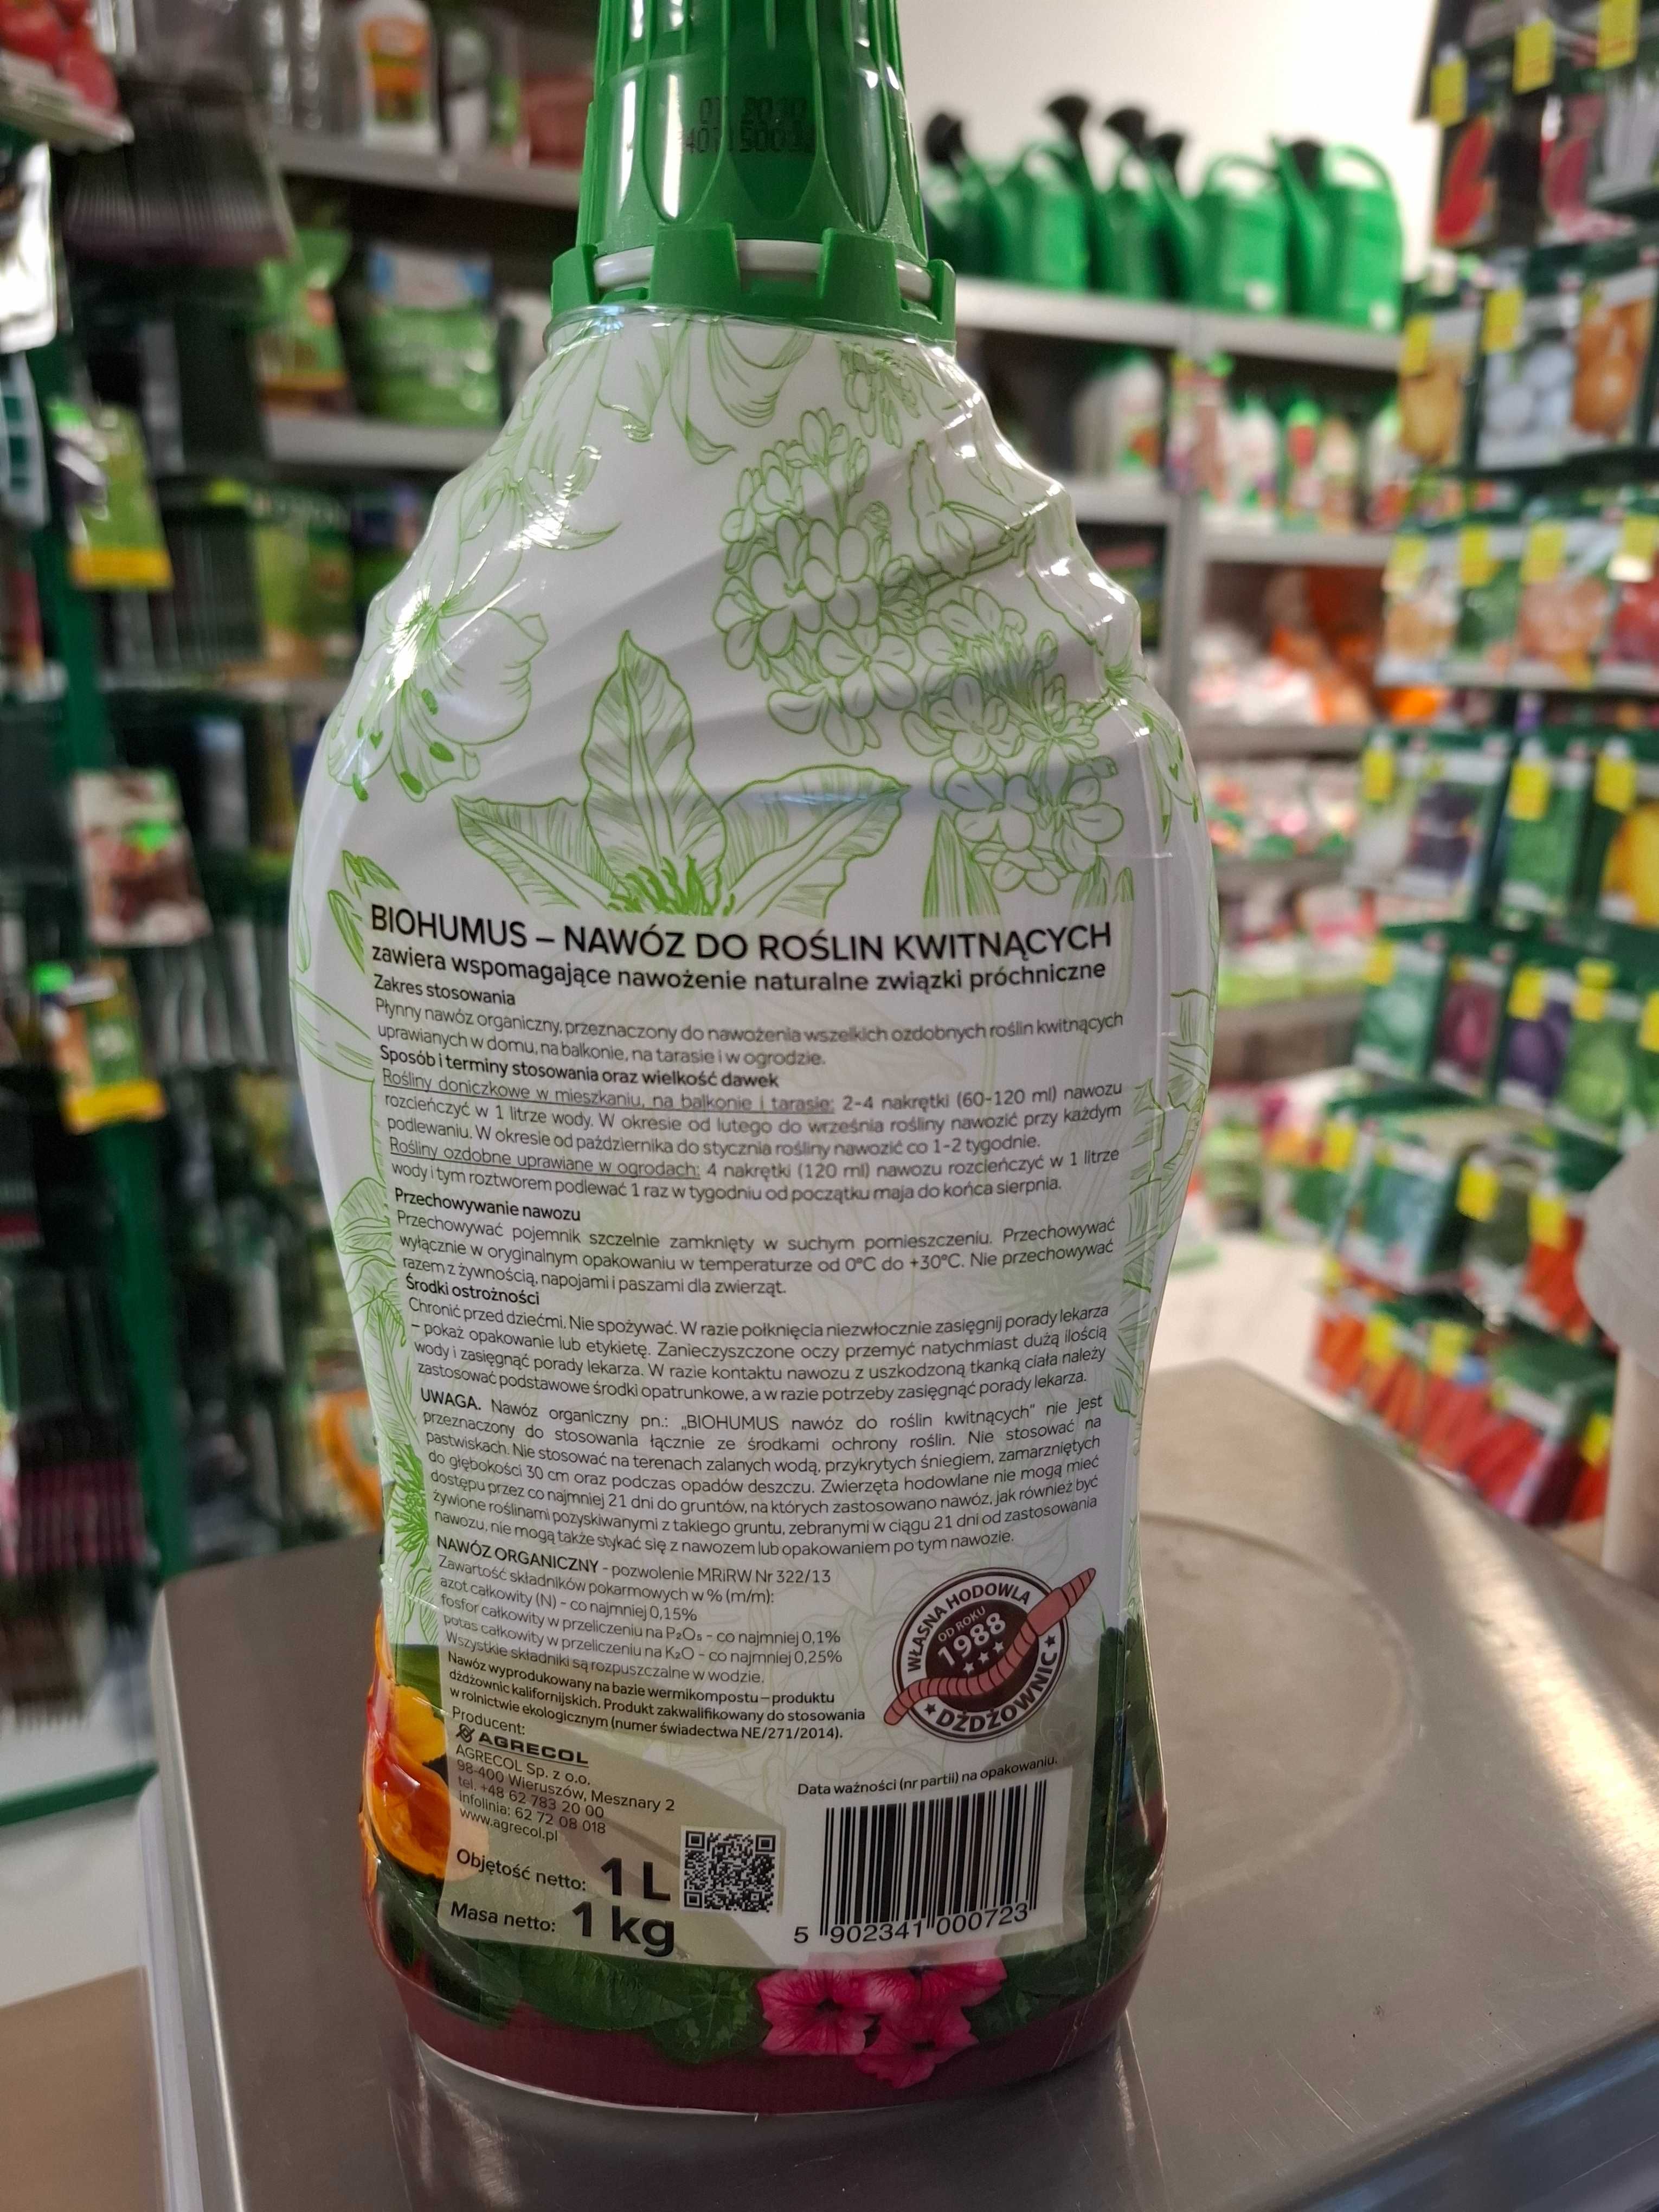 BIOHUMUS – NAWÓZ DO ROŚLIN KWITNĄCYCH
zawiera wspomagające nawożenie naturalne związki próchniczne
Zakres stosowania
Płynny nawóz organiczny, przeznaczony do nawożenia wszelkich ozdobnych roślin kwitnących
uprawianych w domu, na balkonie, na tarasie i w ogrodzie.
Sposób i terminy stosowania oraz wielkość dawek
Rośliny doniczkowe w mieszkaniu, na balkonie i tarasie: 2-4 nakrętki (60-120 ml) nawozu
rozcieńczyć w 1 litrze wody. W okresie od lutego do września rośliny nawozić przy każdym
podlewaniu. W okresie od października do stycznia rośliny nawozić co 1-2 tygodnie.
Rośliny ozdobne uprawiane w ogrodach: 4 nakrętki (120 ml) nawozu rozcieńczyć w 1 litrze
wody i tym roztworem podlewać 1 raz w tygodniu od początku maja do końca sierpnia.
Przechowywanie nawozu
Przechowywać pojemnik szczelnie zamknięty w suchym pomieszczeniu. Przechowywać
wyłącznie w oryginalnym opakowaniu w temperaturze od 0°C do +30°C. Nie przechowywać
razem z żywnością, napojami i paszami dla zwierząt.
Środki ostrożności
Chronić przed dziećmi. Nie spożywać. W razie połknięcia niezwłocznie zasięgnij porady lekarza
– pokaż opakowanie lub etykietę. Zanieczyszczone oczy przemyć natychmiast dużą ilością
wody i zasięgnąć porady lekarza. W razie kontaktu nawozu z uszkodzoną tkanką ciała należy
zastosować podstawowe środki opatrunkowe, a w razie potrzeby zasięgnąć porady lekarza.
UWAGA. Nawóz organiczny pn.: „BIOHUMUS nawóz do roślin kwitnących" nie jest
przeznaczony do stosowania łącznie ze środkami ochrony roślin. Nie stosować na
pastwiskach. Nie stosować na terenach zalanych wodą, przykrytych śniegiem, zamarzniętych
do głębokości 30 cm oraz podczas opadów deszczu. Zwierzęta hodowlane nie mogą mieć
dostępu przez co najmniej 21 dni do gruntów, na których zastosowano nawóz, jak również być
żywione roślinami pozyskiwanymi z takiego gruntu, zebranymi w ciągu 21 dni od zastosowania
nawozu, nie mogą także stykać się z nawozem lub opakowaniem po tym nawozie.
NAWÓZ ORGANICZNY - pozwolenie MRiRW Nr 322/13
Zawartość składników pokarmowych w % (m/m):
azot całkowity (N) - co najmniej 0,15%
fosfor całkowity w przeliczeniu na P₂O₅ - co najmniej 0,1%
potas całkowity w przeliczeniu na K₂O - co najmniej 0,25%
Wszystkie składniki są rozpuszczalne w wodzie.
Nawóz wyprodukowany na bazie wermikompostu – produktu
dżdżownic kalifornijskich. Produkt zakwalifikowany do stosowania
w rolnictwie ekologicznym (numer świadectwa NE/271/2014).
WŁASNA HODOWLA
OD ROKU
1988
DŻDŻOWNIC
Producent:
AGRECOL
AGRECOL Sp. z o.o.
98-400 Wieruszów, Mesznary 2
tel. +48 62 783 20 00
infolinia: 62 72 08 018
www.agrecol.pl
Objętość netto: 1 L
Masa netto: 1 kg
Data ważności (nr partii) na opakowaniu.
5 902341 000723